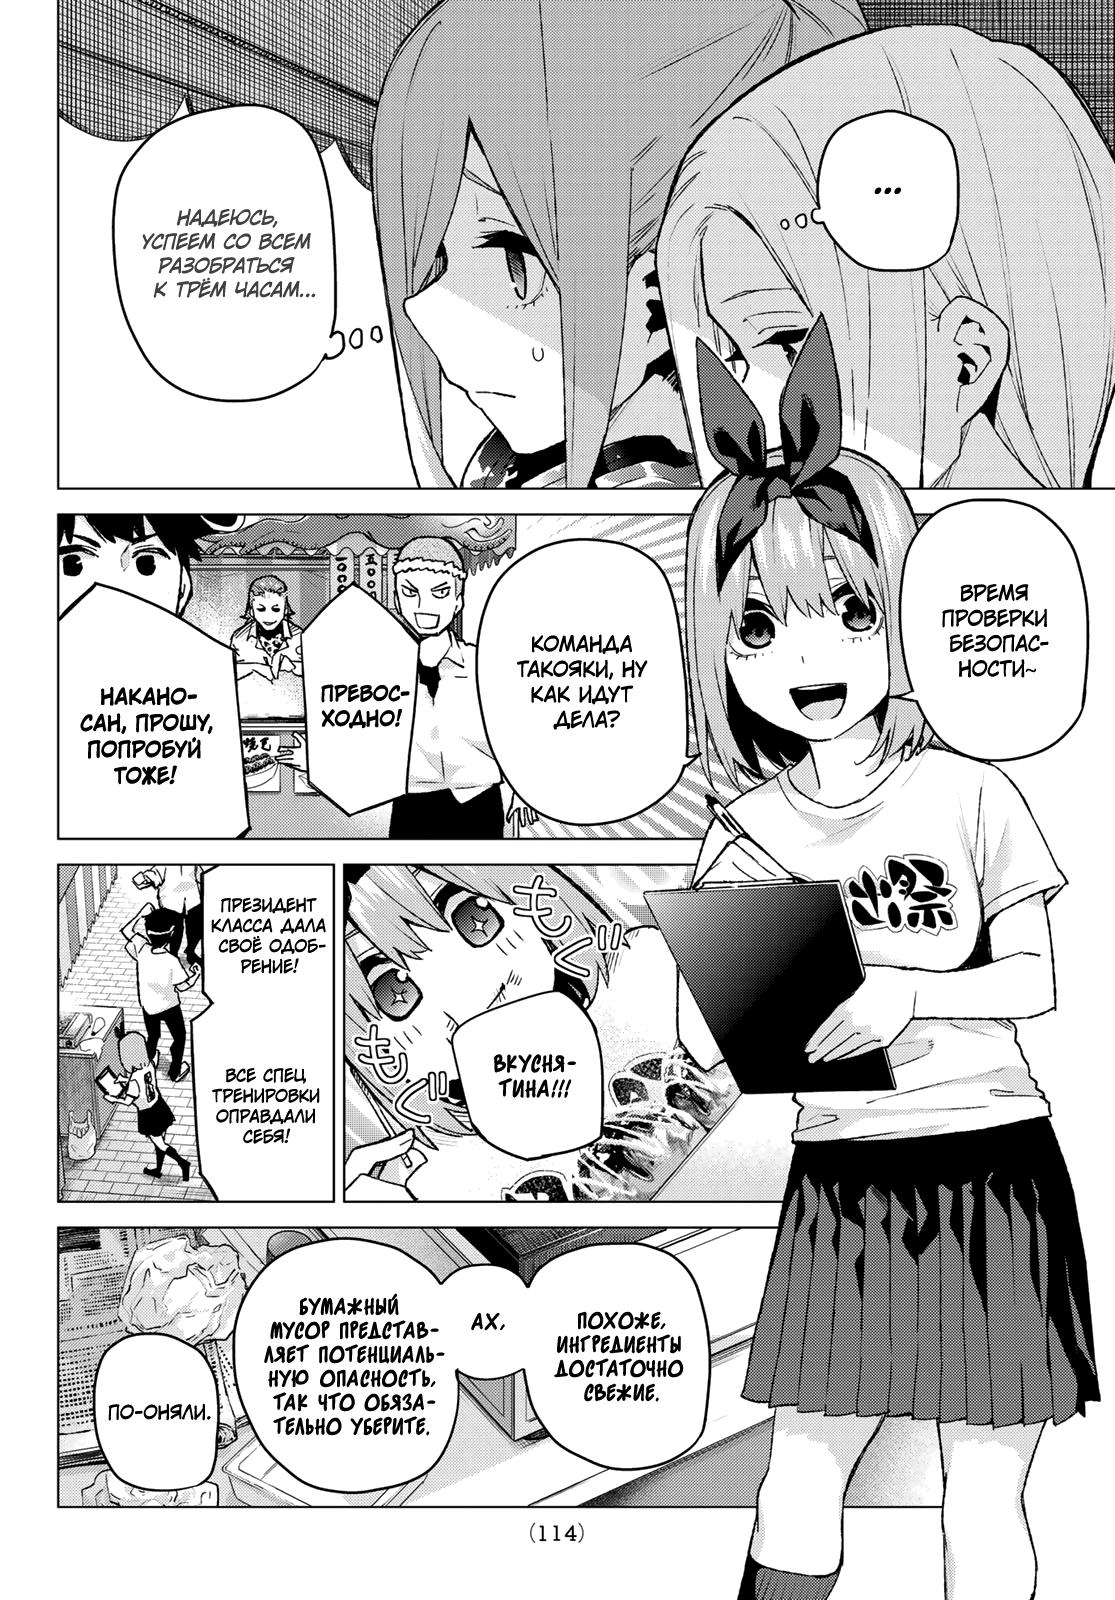 ...
НАДЕЮСЬ,
УСПЕЕМ СО ВСЕМ
РАЗОБРАТЬСЯ
К ТРЁМ ЧАСАМ...
ВРЕМЯ
ПРОВЕРКИ
БЕЗОПАС-
НОСТИ~
КОМАНДА
ТАКОЯКИ, НУ
КАК ИДУТ
ДЕЛА?
ПРЕВОС-
ХОДНО!
НАКАНО-
САН, ПРОШУ,
ПОПРОБУЙ
ТОЖЕ!
祭
もぐ
もぐ
ВКУСНЯ-
ТИНА!!!
ПРЕЗИДЕНТ
КЛАССА ДАЛА
СВОЁ ОДОБ-
РЕНИЕ!
ВСЕ СПЕЦ
ТРЕНИРОВКИ
ОПРАВДАЛИ
СЕБЯ!
ПОХОЖЕ,
ИНГРЕДИЕНТЫ
ДОСТАТОЧНО
СВЕЖИЕ.
АХ,
БУМАЖНЫЙ
МУСОР ПРЕДСТАВ-
ЛЯЕТ ПОТЕНЦИАЛЬ-
НУЮ ОПАСНОСТЬ,
ТАК ЧТО ОБЯЗА-
ТЕЛЬНО УБЕРИТЕ.
ПО-ОНЯЛИ.
(114)